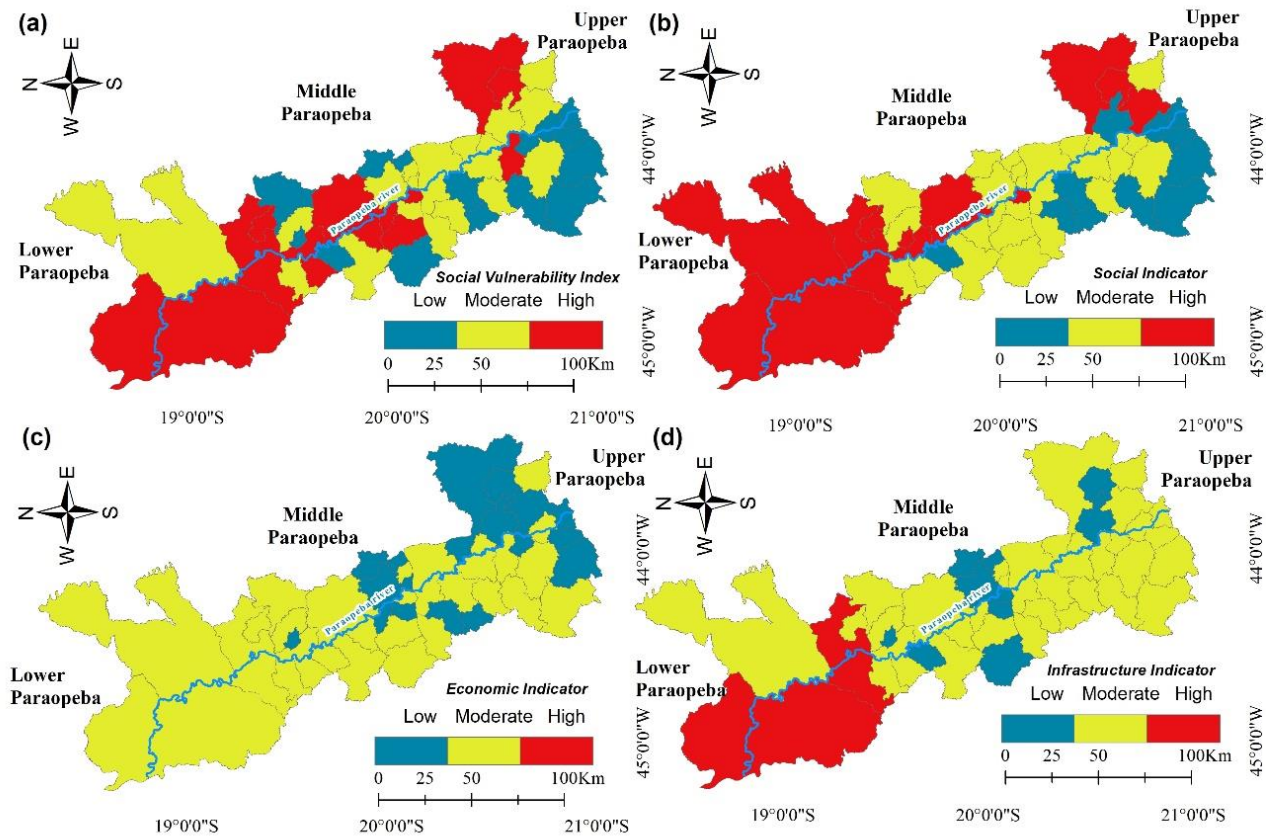 (a)
Upper
Paraopeba
E
N
S
W
Middle
Paraopeba
Paraopeba river
Lower
Paraopeba
Social Vulnerability Index
Low Moderate High
0 25 50 100Km
44°0'0"W
45°0'0"W
19°0'0"S
20°0'0"S
21°0'0"S
(b)
Upper
Paraopeba
E
N
S
W
Middle
Paraopeba
Paraopeba river
Lower
Paraopeba
Social Indicator
Low Moderate High
0 25 50 100Km
44°0'0"W
45°0'0"W
19°0'0"S
20°0'0"S
21°0'0"S
(c)
Upper
Paraopeba
E
N
S
W
Middle
Paraopeba
Paraopeba river
Lower
Paraopeba
Economic Indicator
Low Moderate High
0 25 50 100Km
44°0'0"W
45°0'0"W
19°0'0"S
20°0'0"S
21°0'0"S
(d)
Upper
Paraopeba
E
N
S
W
Middle
Paraopeba
Paraopeba river
Lower
Paraopeba
Infrastructure Indicator
Low Moderate High
0 25 50 100Km
44°0'0"W
45°0'0"W
19°0'0"S
20°0'0"S
21°0'0"S